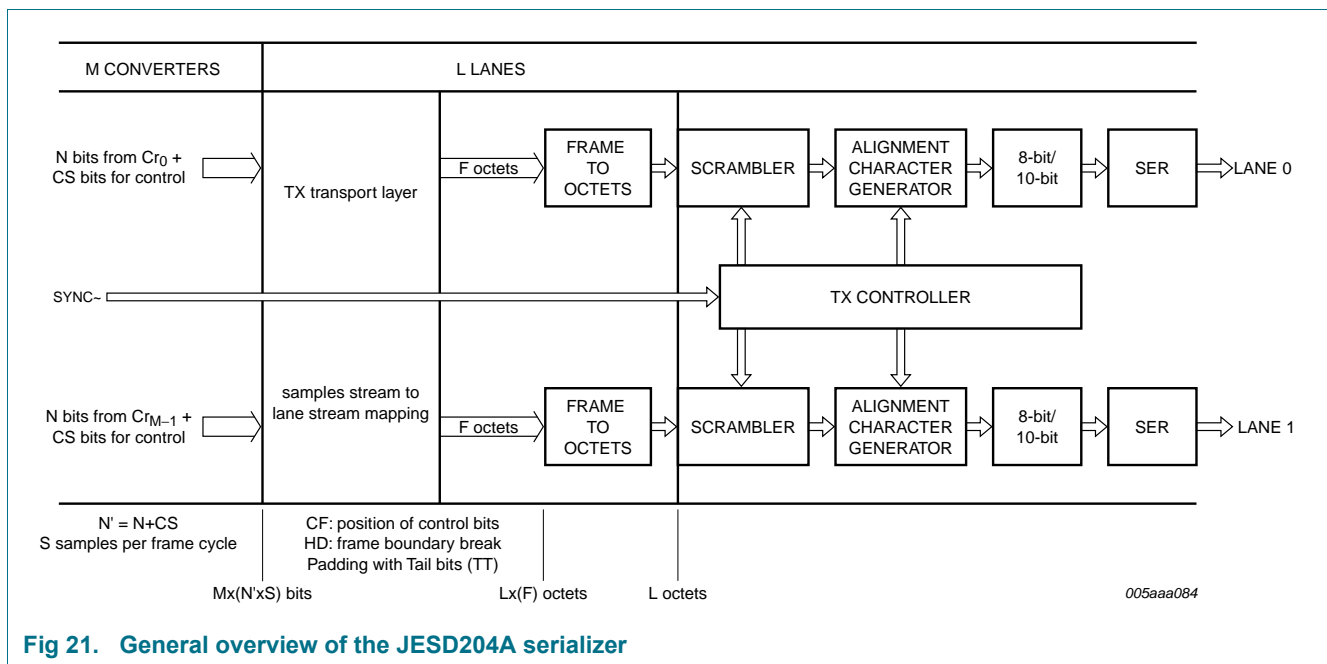 M CONVERTERS
L LANES
N bits from Cr0 +
CS bits for control
TX transport layer
F octets
FRAME
TO
OCTETS
SCRAMBLER
ALIGNMENT
CHARACTER
GENERATOR
8-bit/
10-bit
SER
LANE 0
SYNC~
TX CONTROLLER
N bits from CrM−1 +
CS bits for control
samples stream to
lane stream mapping
F octets
FRAME
TO
OCTETS
SCRAMBLER
ALIGNMENT
CHARACTER
GENERATOR
8-bit/
10-bit
SER
LANE 1
N' = N+CS
S samples per frame cycle
CF: position of control bits
HD: frame boundary break
Padding with Tail bits (TT)
Mx(N'xS) bits
Lx(F) octets
L octets
005aaa084
Fig 21. General overview of the JESD204A serializer